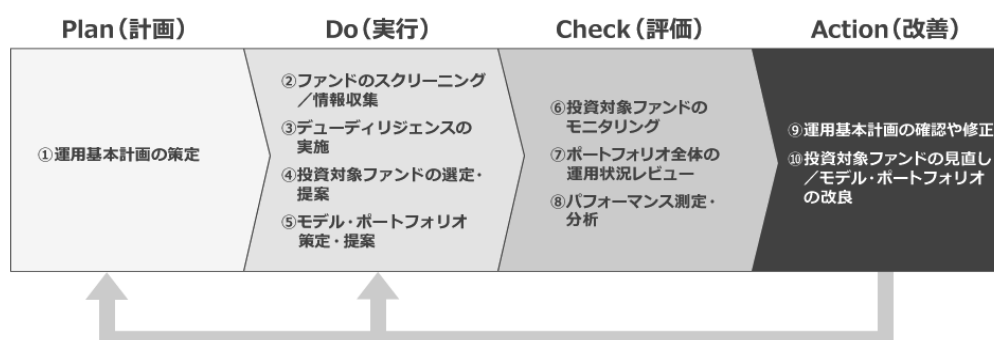 Plan（計画）
Do（実行）
Check（評価）
Action（改善）
①運用基本計画の策定
②ファンドのスクリーニング
／情報収集
③デューディリジェンスの
実施
④投資対象ファンドの選定・
提案
⑤モデル・ポートフォリオ
策定・提案
⑥投資対象ファンドの
モニタリング
⑦ポートフォリオ全体の
運用状況レビュー
⑧パフォーマンス測定・
分析
⑨運用基本計画の確認や修正
⑩投資対象ファンドの見直し
／モデル・ポートフォリオ
の改良